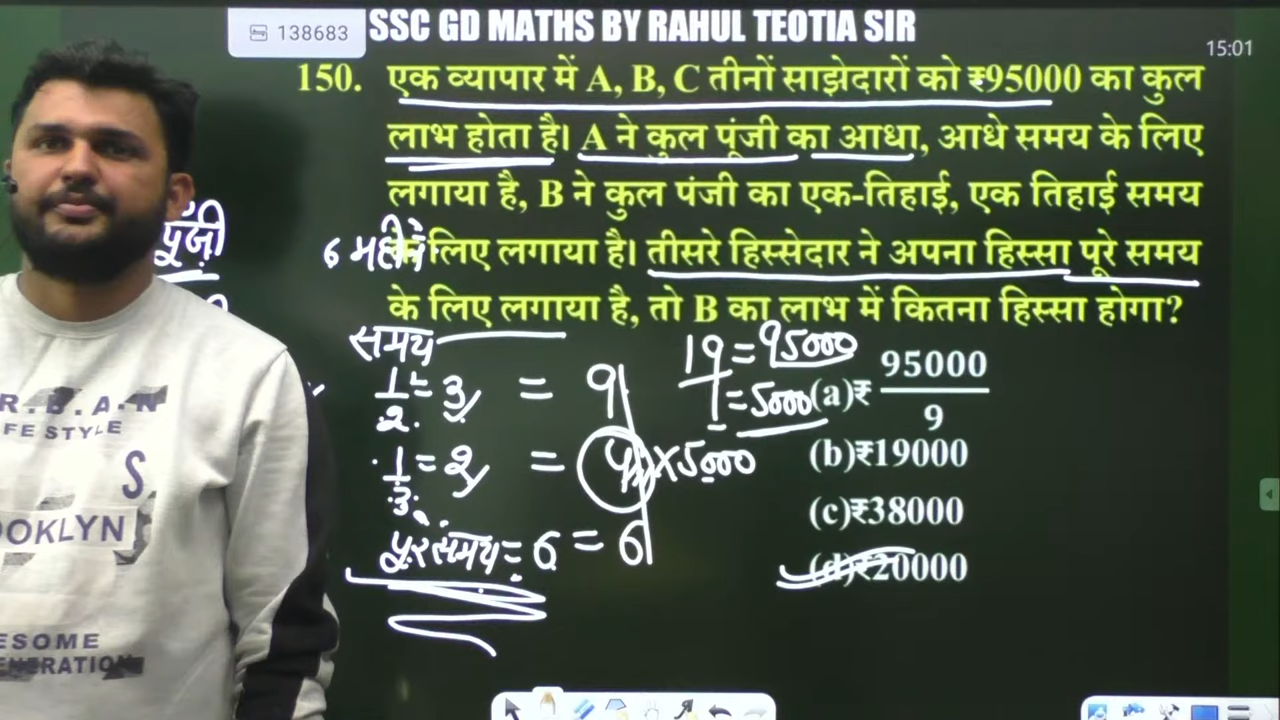 138683
SSC GD MATHS BY RAHUL TEOTIA SIR
15:01
150. एक व्यापार में A, B, C तीनों साझेदारों को ₹95000 का कुल
लाभ होता है। A ने कुल पूंजी का आधा, आधे समय के लिए
लगाया है, B ने कुल पंजी का एक-तिहाई, एक तिहाई समय
के लिए लगाया है। तीसरे हिस्सेदार ने अपना हिस्सा पूरे समय
के लिए लगाया है, तो B का लाभ में कितना हिस्सा होगा?
पूंजी
6 महीने
समय
1/2 = 3 = 9
1/3 = 2 = 4 × 5000
पूरे समय = 6 = 6
19 = 95000
1 = 5000
(a) ₹ 95000/9
(b) ₹19000
(c) ₹38000
(d) ₹20000
R.B.A.N
FE STYLE
S
OOKLYN
ESOME
ENERATION